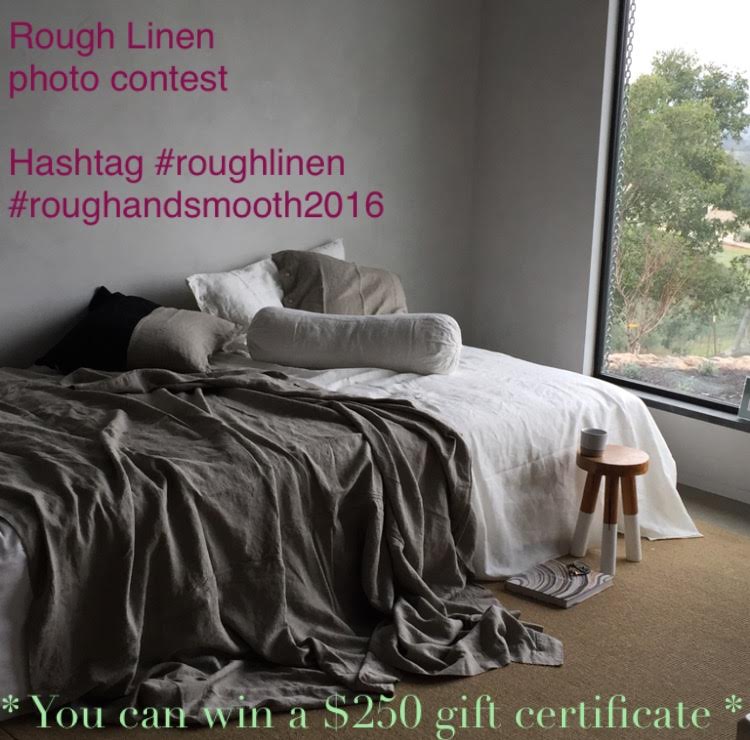 Rough Linen
photo contest
Hashtag #roughlinen
#roughandsmooth2016
* You can win a $250 gift certificate *